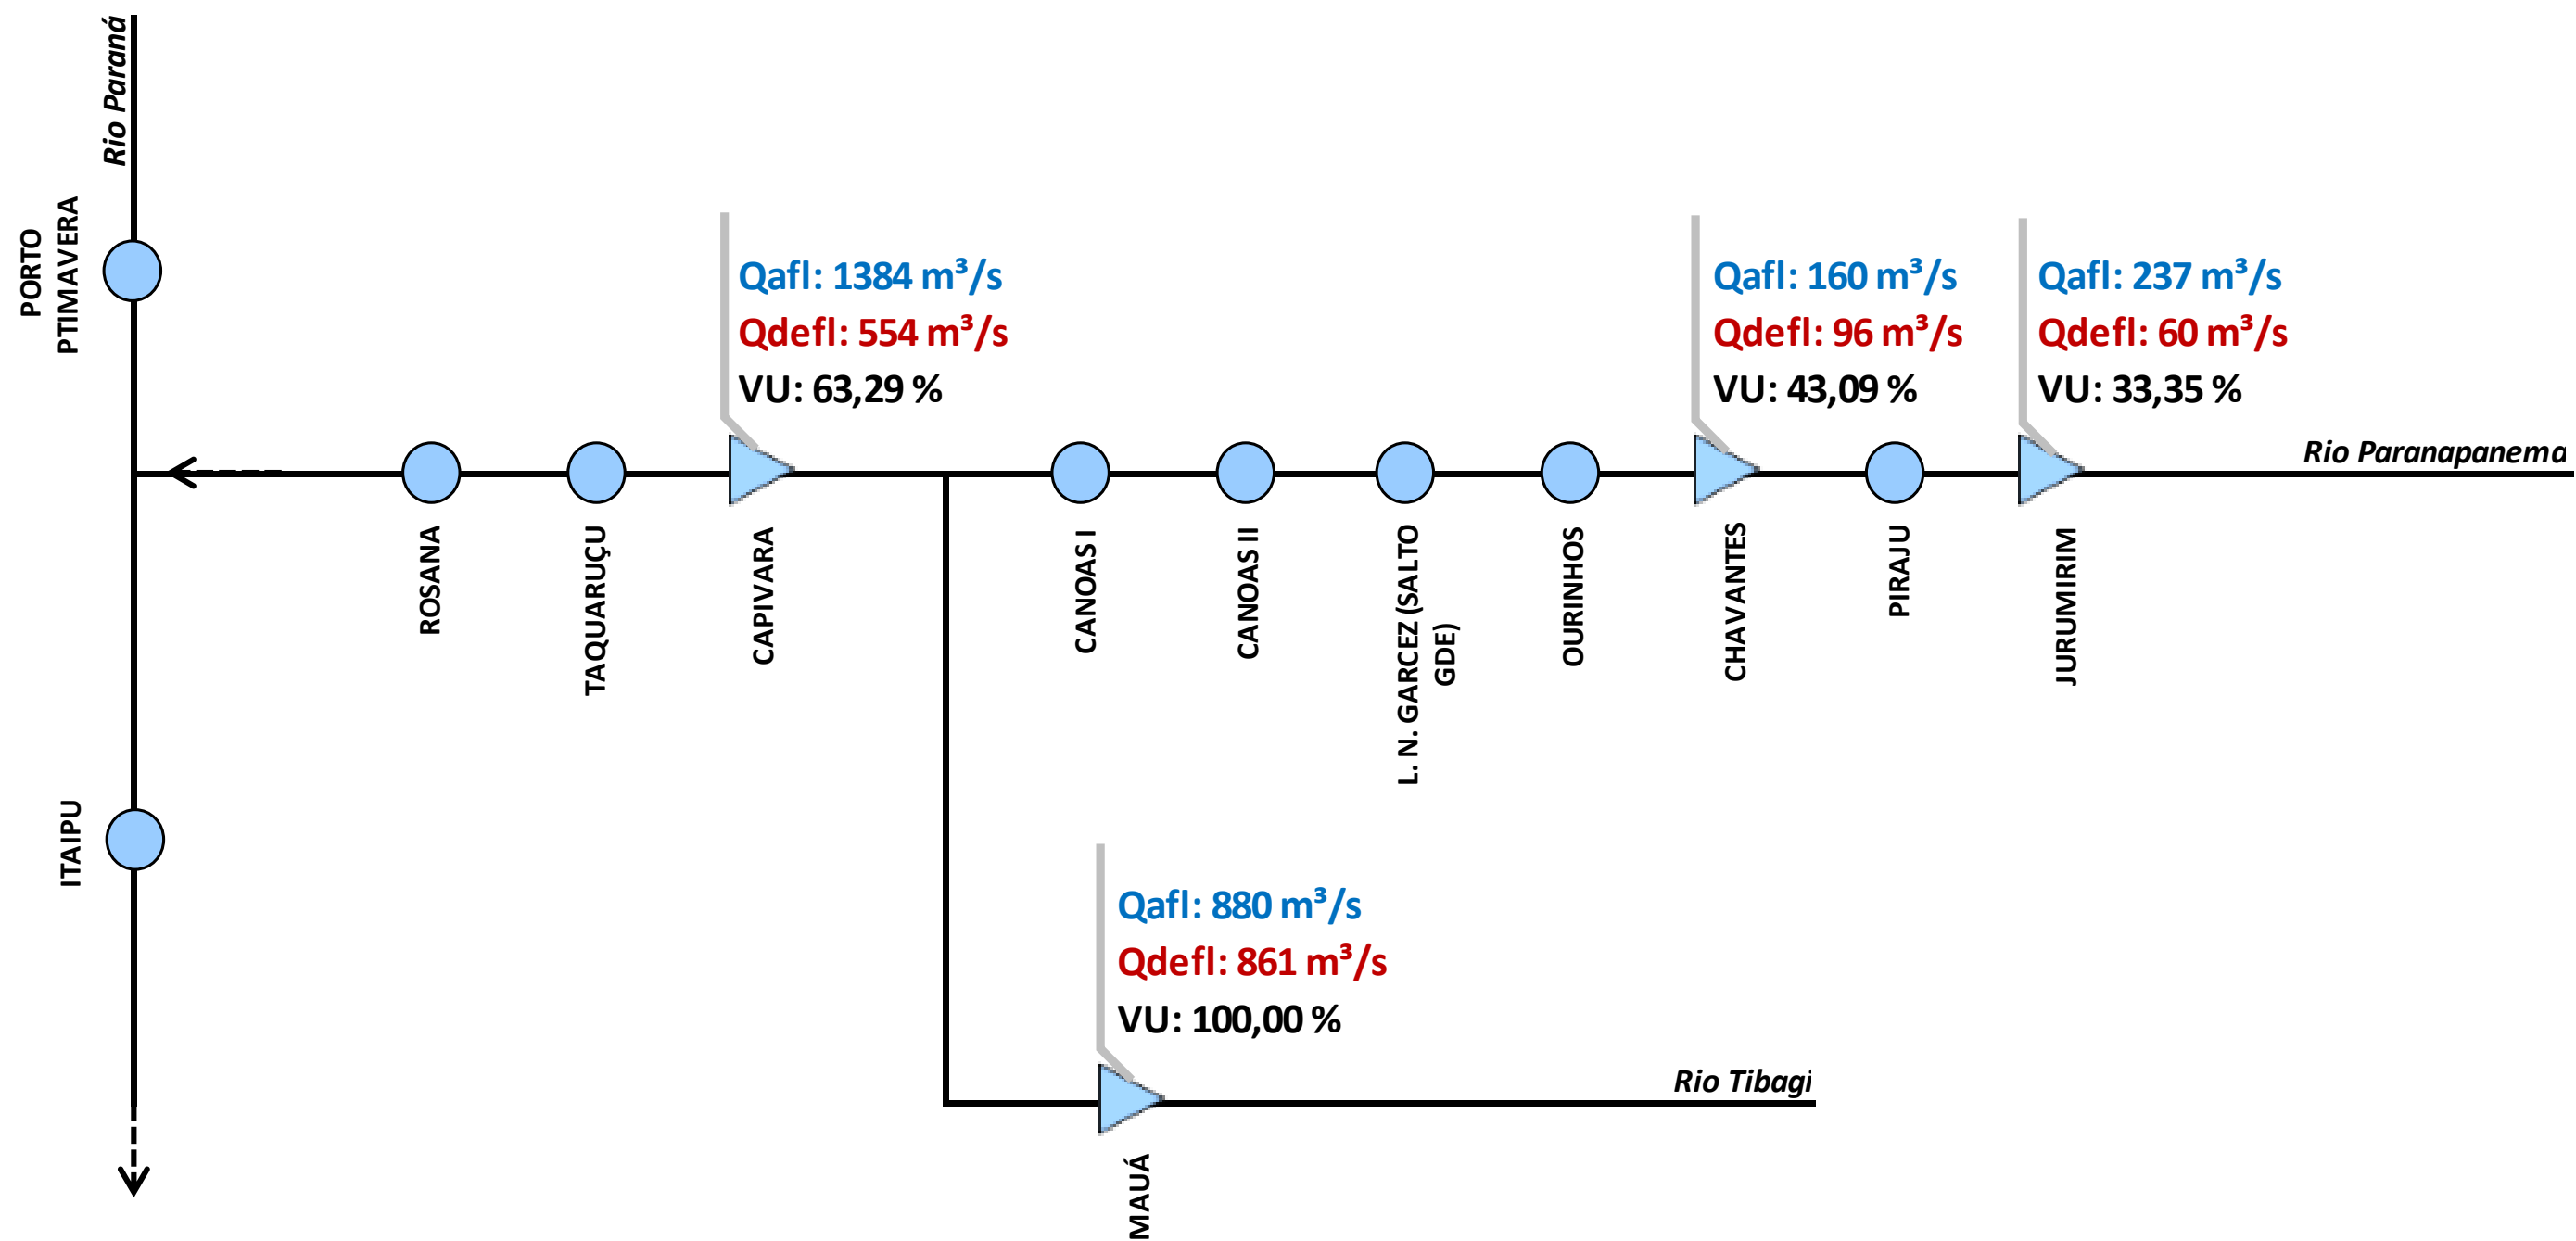 Rio Paraná
PORTO
PTIMAVERA
Qafl: 1384 m³/s
Qdefl: 554 m³/s
VU: 63,29 %
Qafl: 160 m³/s
Qdefl: 96 m³/s
VU: 43,09 %
Qafl: 237 m³/s
Qdefl: 60 m³/s
VU: 33,35 %
Rio Paranapanema
ROSANA
TAQUARUÇU
CAPIVARA
CANOAS I
CANOAS II
L. N. GARCEZ (SALTO
GDE)
OURINHOS
CHAVANTES
PIRAJU
JURUMIRIM
ITAIPU
Qafl: 880 m³/s
Qdefl: 861 m³/s
VU: 100,00 %
Rio Tibagi
MAUÁ